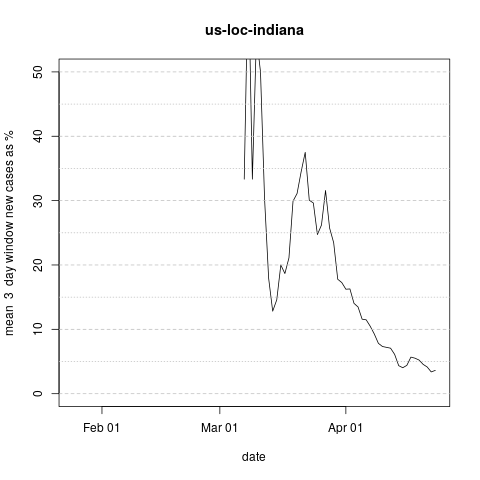 us-loc-indiana
mean 3 day window new cases as %
50
40
30
20
10
0
Feb 01
Mar 01
Apr 01
date